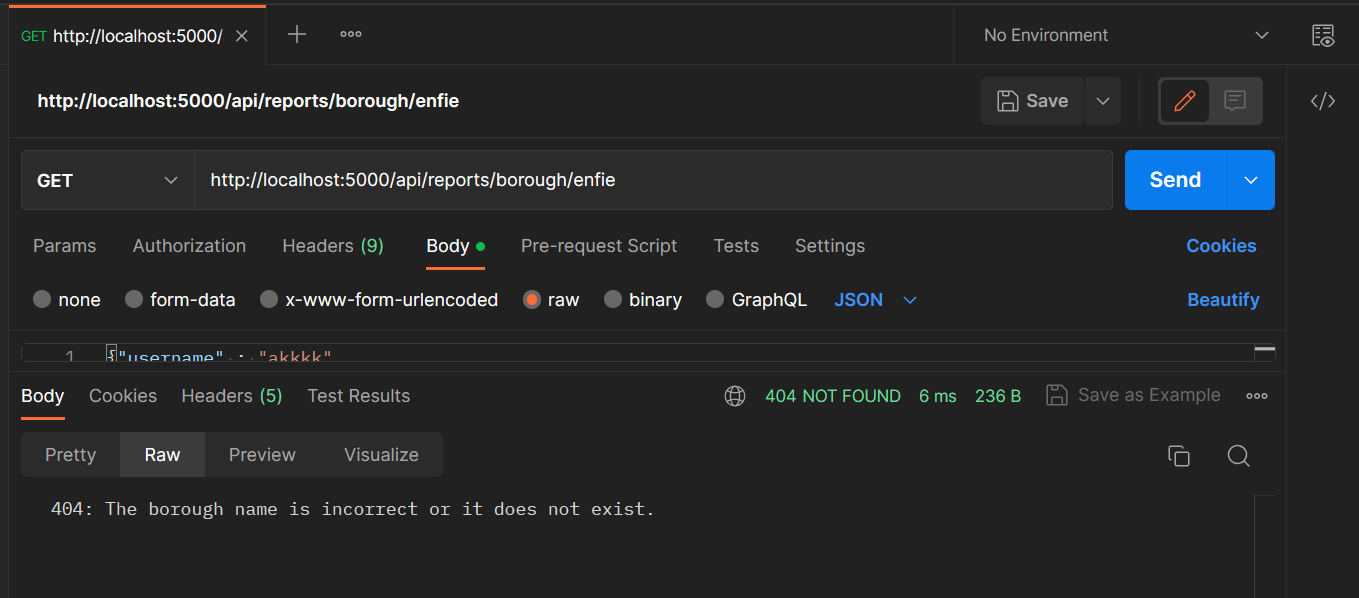 GET http://localhost:5000/
No Environment
http://localhost:5000/api/reports/borough/enfie
Save
GET http://localhost:5000/api/reports/borough/enfie Send
Params Authorization Headers (9) Body Pre-request Script Tests Settings Cookies
none form-data x-www-form-urlencoded raw binary GraphQL JSON Beautify
1 {"username" : "akkkk"
Body Cookies Headers (5) Test Results 404 NOT FOUND 6 ms 236 B Save as Example
Pretty Raw Preview Visualize
404: The borough name is incorrect or it does not exist.